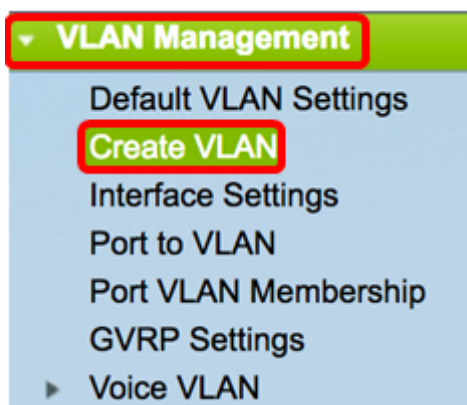 VLAN Management
Default VLAN Settings
Create VLAN
Interface Settings
Port to VLAN
Port VLAN Membership
GVRP Settings
Voice VLAN